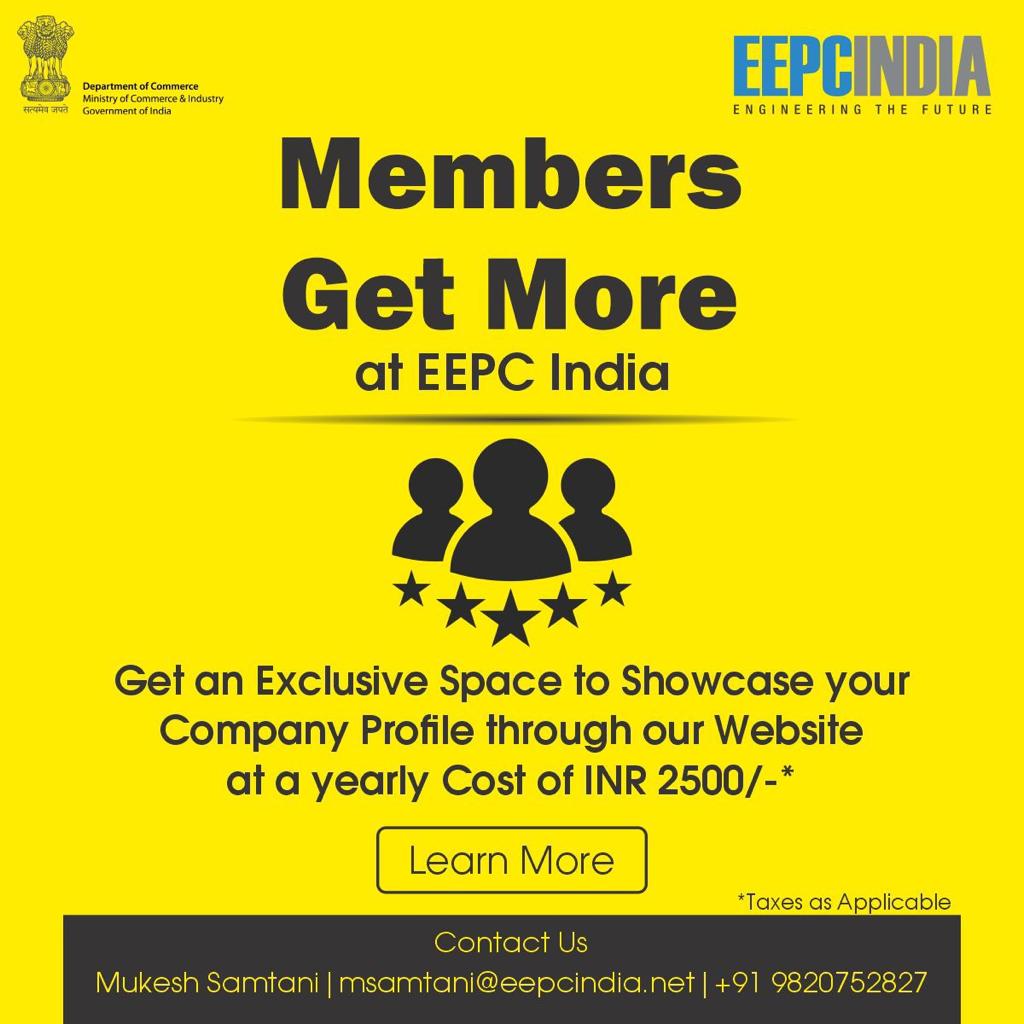 सत्यमेव जयते
Department of Commerce
Ministry of Commerce & Industry
Government of India
EEPCINDIA
ENGINEERING THE FUTURE
Members
Get More
at EEPC India
Get an Exclusive Space to Showcase your
Company Profile through our Website
at a yearly Cost of INR 2500/-*
Learn More
*Taxes as Applicable
Contact Us
Mukesh Samtani | msamtani@eepcindia.net | +91 9820752827